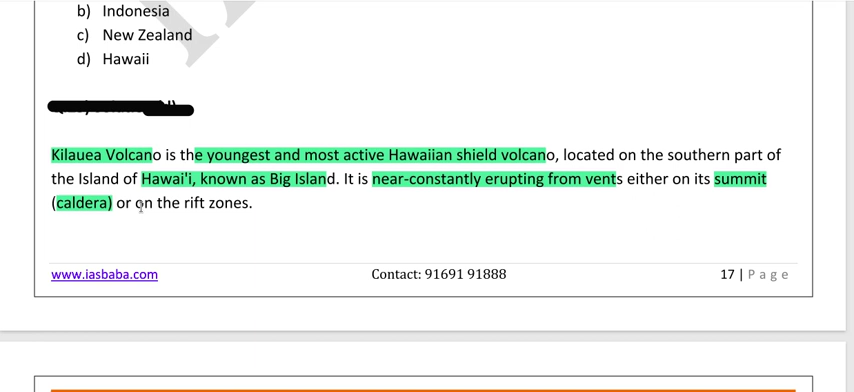 b) Indonesia
c) New Zealand
d) Hawaii
Kilauea Volcano is the youngest and most active Hawaiian shield volcano, located on the southern part of
the Island of Hawai'i, known as Big Island. It is near-constantly erupting from vents either on its summit
(caldera) or on the rift zones.
www.iasbaba.com Contact: 91691 91888 17 | Page